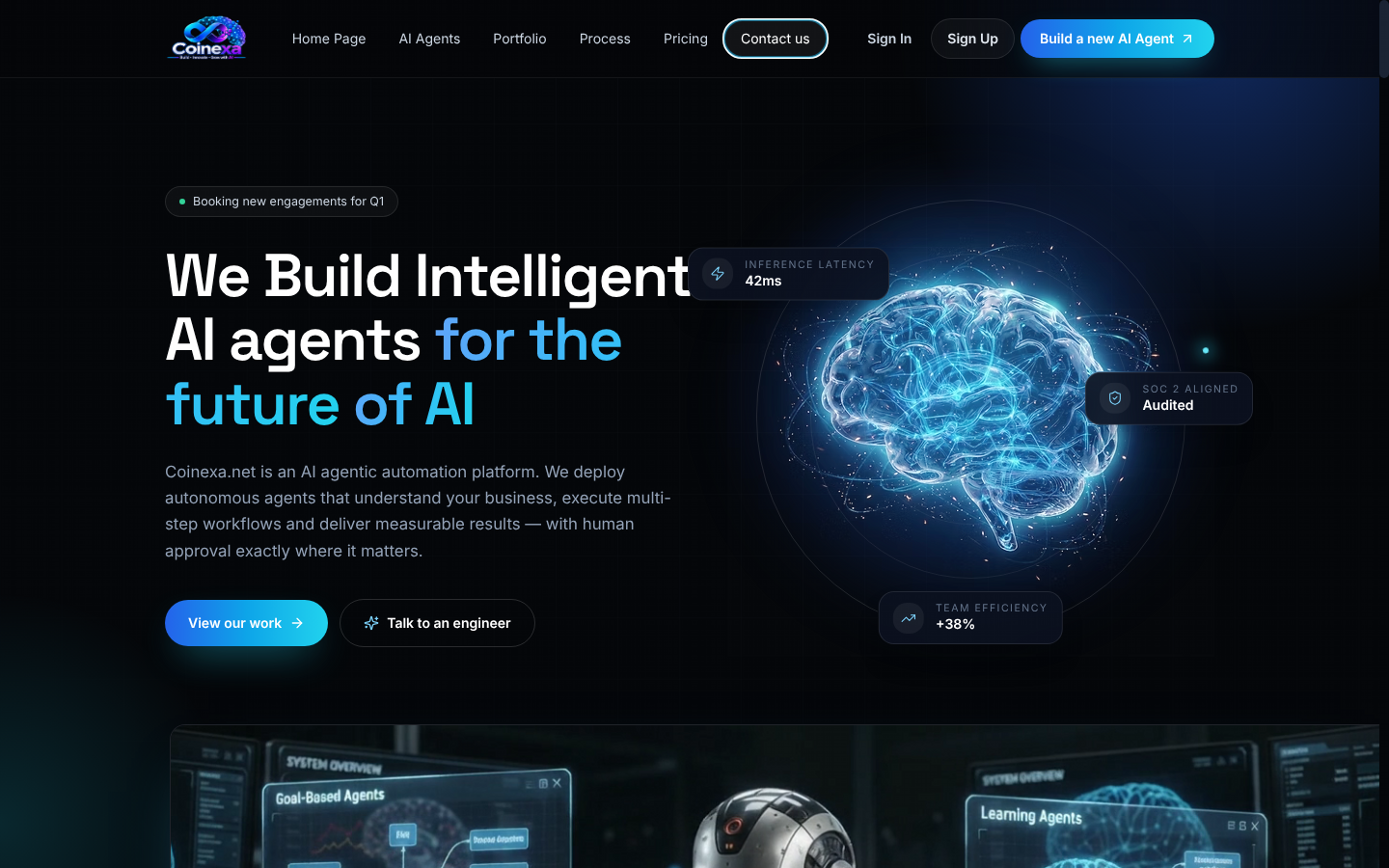 Coinexa
Home Page
AI Agents
Portfolio
Process
Pricing
Contact us
Sign In
Sign Up
Build a new AI Agent
Booking new engagements for Q1
We Build Intelligent
AI agents for the
future of AI
INFERENCE LATENCY
42ms
SOC 2 ALIGNED
Audited
Coinexa.net is an AI agentic automation platform. We deploy
autonomous agents that understand your business, execute multi-
step workflows and deliver measurable results — with human
approval exactly where it matters.
TEAM EFFICIENCY
+38%
View our work
Talk to an engineer
SYSTEM OVERVIEW
Goal-Based Agents
SYSTEM OVERVIEW
Learning Agents